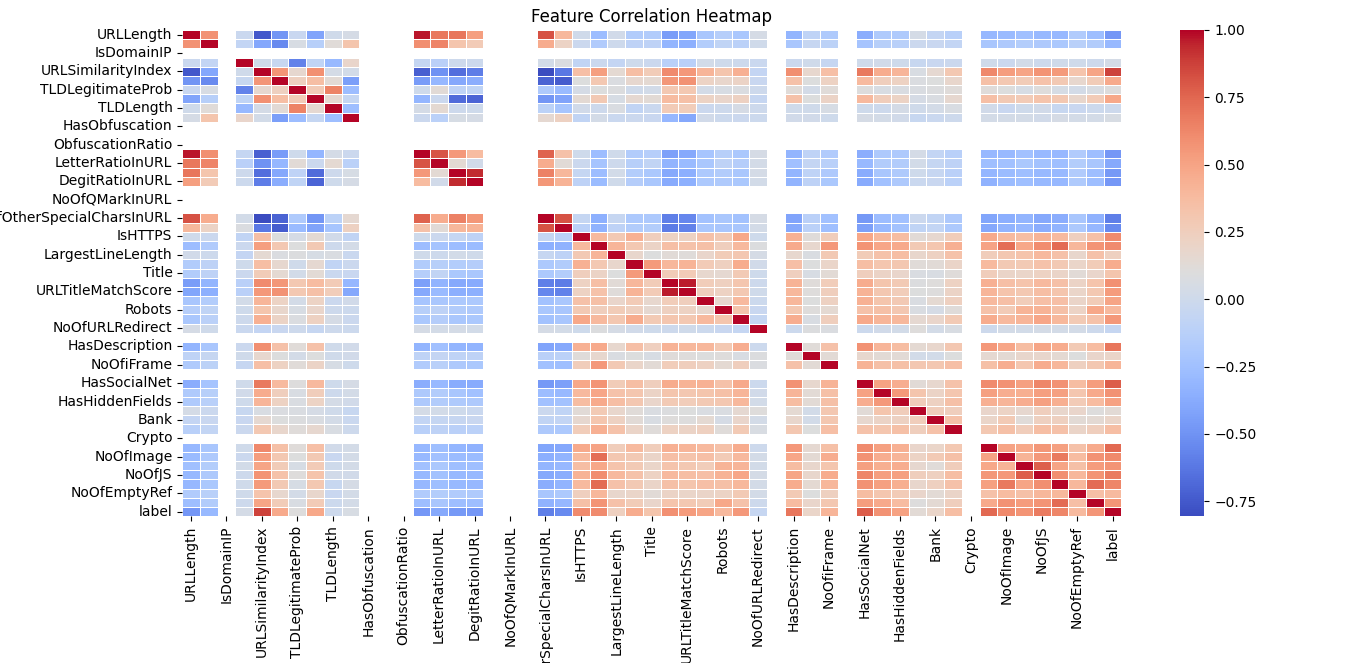 Feature Correlation Heatmap
URLLength
IsDomainIP
URLSimilarityIndex
TLDLegitimateProb
TLDLength
HasObfuscation
ObfuscationRatio
LetterRatioInURL
DegitRatioInURL
NoOfQMarkInURL
fOtherSpecialCharsInURL
IsHTTPS
LargestLineLength
Title
URLTitleMatchScore
Robots
NoOfURLRedirect
HasDescription
NoOfiFrame
HasSocialNet
HasHiddenFields
Bank
Crypto
NoOfImage
NoOfJS
NoOfEmptyRef
label
URLLength
IsDomainIP
URLSimilarityIndex
TLDLegitimateProb
TLDLength
HasObfuscation
ObfuscationRatio
LetterRatioInURL
DegitRatioInURL
NoOfQMarkInURL
rSpecialCharsInURL
IsHTTPS
LargestLineLength
Title
URLTitleMatchScore
Robots
NoOfURLRedirect
HasDescription
NoOfiFrame
HasSocialNet
HasHiddenFields
Bank
Crypto
NoOfImage
NoOfJS
NoOfEmptyRef
label
1.00
0.75
0.50
0.25
0.00
−0.25
−0.50
−0.75